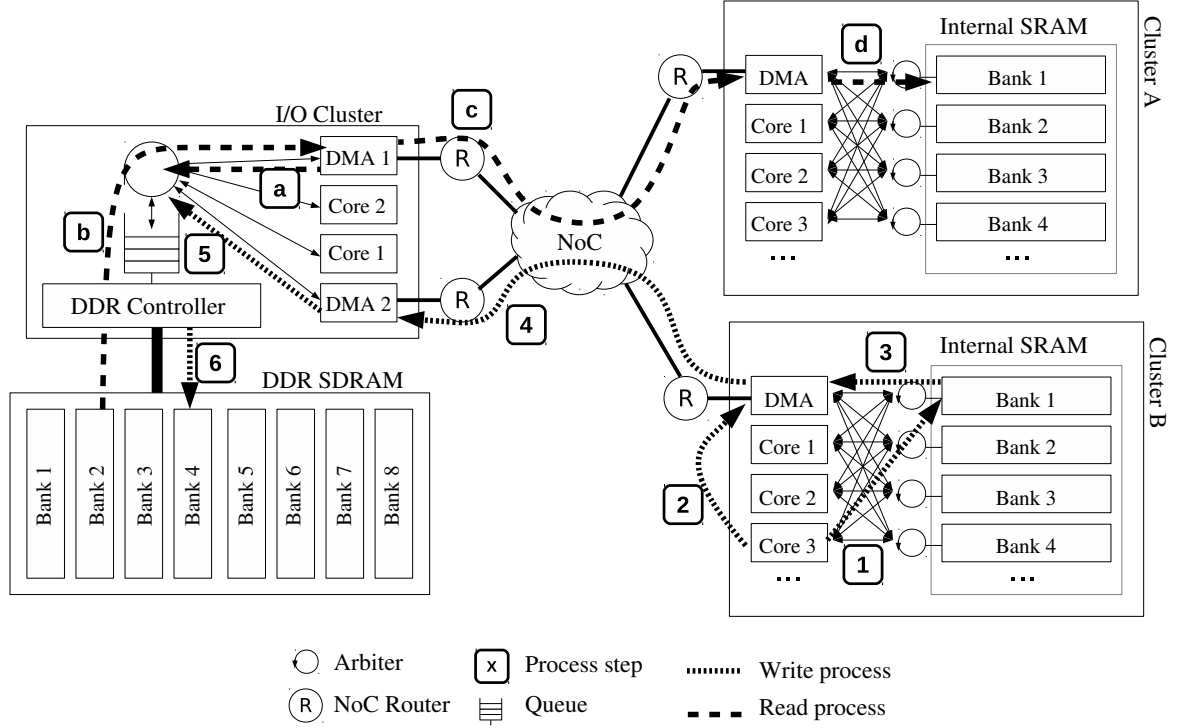 I/O Cluster
DMA 1
Core 2
Core 1
DMA 2
DDR Controller
a
b
5
6
DDR SDRAM
Bank 1
Bank 2
Bank 3
Bank 4
Bank 5
Bank 6
Bank 7
Bank 8
c
R
R
NoC
4
R
Cluster A
Internal SRAM
d
DMA
Core 1
Core 2
Core 3
...
Bank 1
Bank 2
Bank 3
Bank 4
...
R
Cluster B
Internal SRAM
3
DMA
Core 1
Core 2
Core 3
...
2
1
Bank 1
Bank 2
Bank 3
Bank 4
...
Arbiter
x Process step
Write process
R NoC Router
Queue
Read process